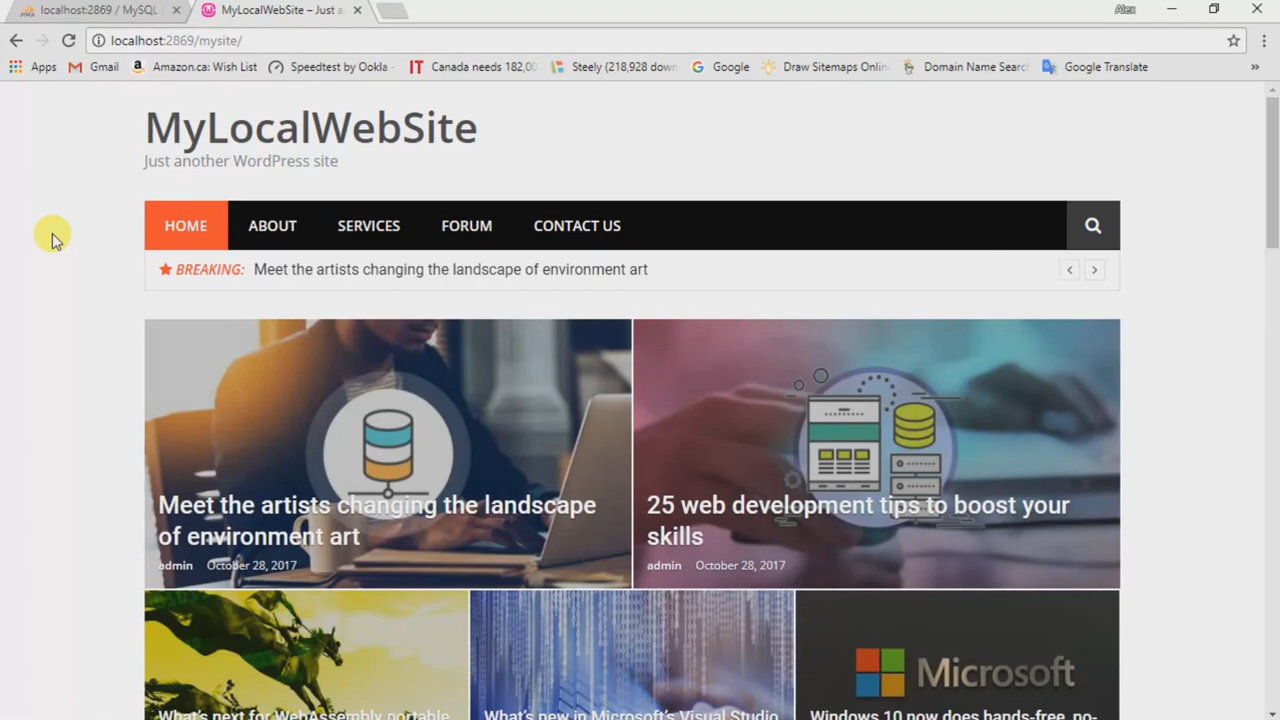 localhost:2869 / MySQL
MyLocalWebSite – Just a
Alex
localhost:2869/mysite/
Apps
Gmail
Amazon.ca: Wish List
Speedtest by Ookla -
IT Canada needs 182,00
Steely (218,928 down
Google
Draw Sitemaps Onlin
Domain Name Searc
Google Translate
»
MyLocalWebSite
Just another WordPress site
HOME
ABOUT
SERVICES
FORUM
CONTACT US
BREAKING: Meet the artists changing the landscape of environment art
Meet the artists changing the landscape
of environment art
admin October 28, 2017
25 web development tips to boost your
skills
admin October 28, 2017
What's next for WebAssembly portable
What's new in Microsoft's Visual Studio
Microsoft
Windows 10 now does hands-free, no-